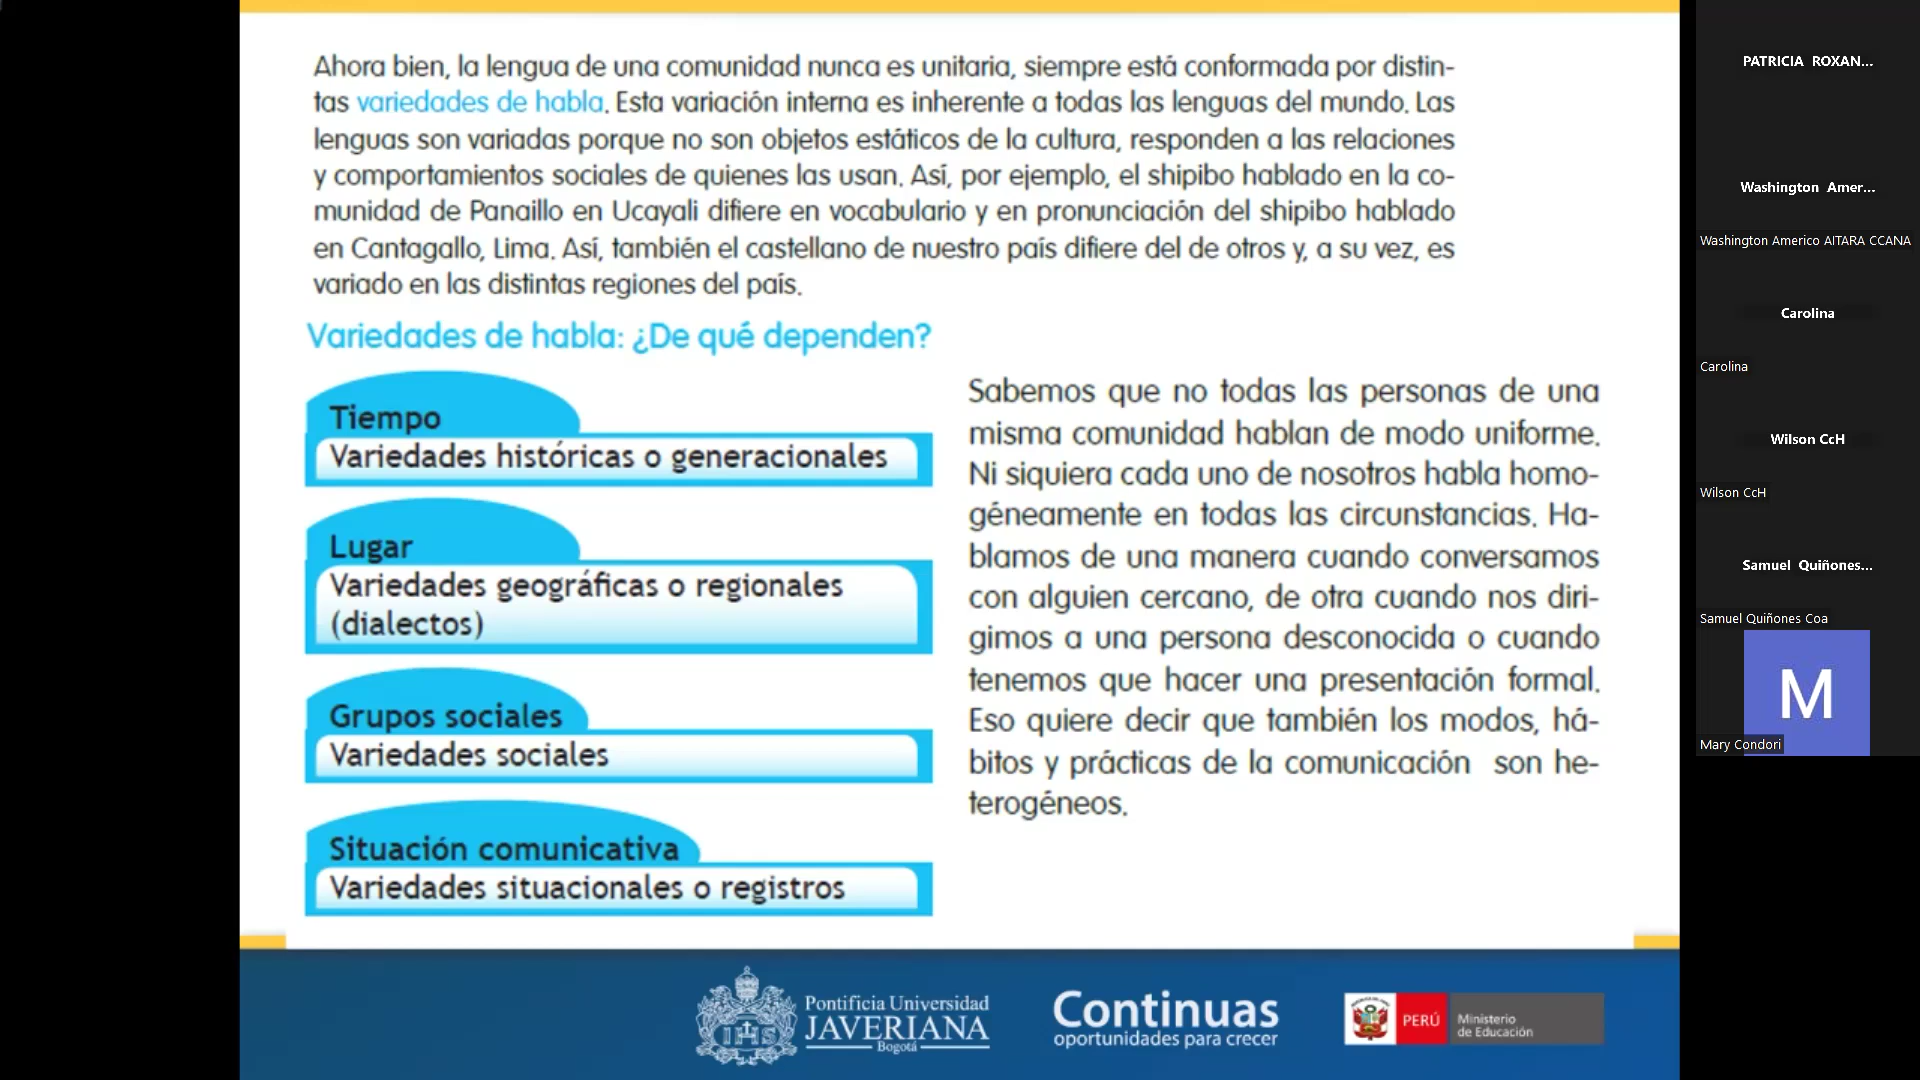 Ahora bien, la lengua de una comunidad nunca es unitaria, siempre está conformada por distin-
tas variedades de habla. Esta variación interna es inherente a todas las lenguas del mundo. Las
lenguas son variadas porque no son objetos estáticos de la cultura, responden a las relaciones
y comportamientos sociales de quienes las usan. Así, por ejemplo, el shipibo hablado en la co-
munidad de Panaillo en Ucayali difiere en vocabulario y en pronunciación del shipibo hablado
en Cantagallo, Lima. Así, también el castellano de nuestro país difiere del de otros y, a su vez, es
variado en las distintas regiones del país.
Variedades de habla: ¿De qué dependen?
Tiempo
Variedades históricas o generacionales
Lugar
Variedades geográficas o regionales
(dialectos)
Grupos sociales
Variedades sociales
Situación comunicativa
Variedades situacionales o registros
Sabemos que no todas las personas de una
misma comunidad hablan de modo uniforme.
Ni siquiera cada uno de nosotros habla homo-
géneamente en todas las circunstancias. Ha-
blamos de una manera cuando conversamos
con alguien cercano, de otra cuando nos diri-
gimos a una persona desconocida o cuando
tenemos que hacer una presentación formal.
Eso quiere decir que también los modos, há-
bitos y prácticas de la comunicación son he-
terogéneos.
IHS
Pontificia Universidad
JAVERIANA
Bogotá
Continuas
oportunidades para crecer
PERÚ
Ministerio
de Educación
PATRICIA ROXAN...
Washington Amer...
Washington Americo AITARA CCANA
Carolina
Carolina
Wilson CcH
Wilson CcH
Samuel Quiñones...
Samuel Quiñones Coa
M
Mary Condori